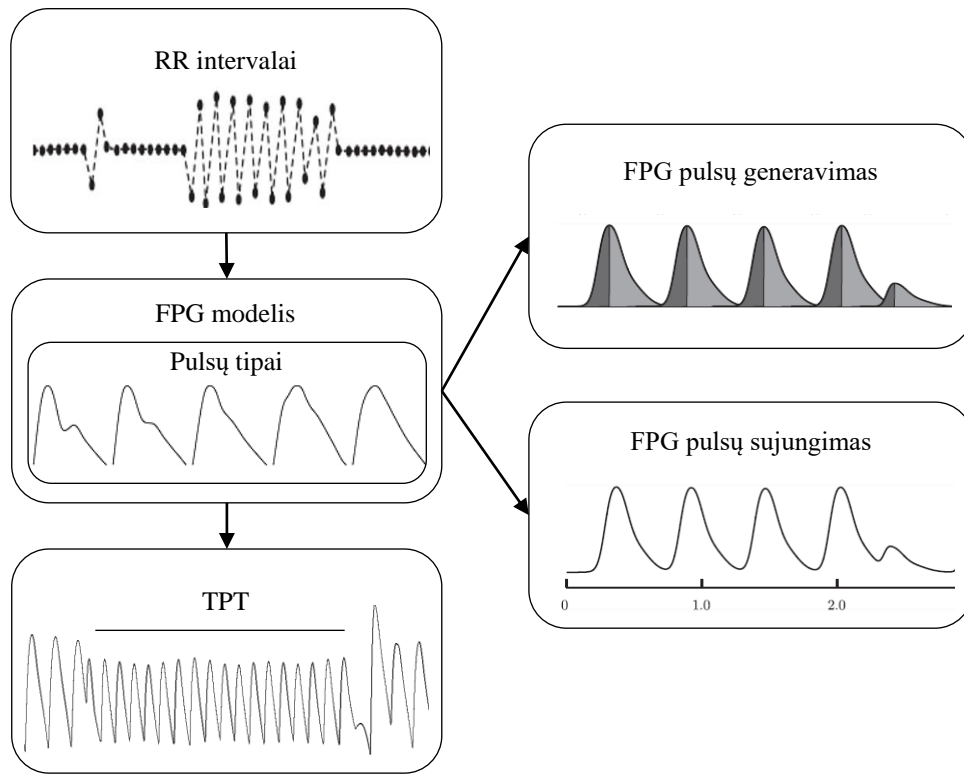 RR intervalai
FPG modelis
Pulsų tipai
TPT
FPG pulsų generavimas
FPG pulsų sujungimas
0 1.0 2.0